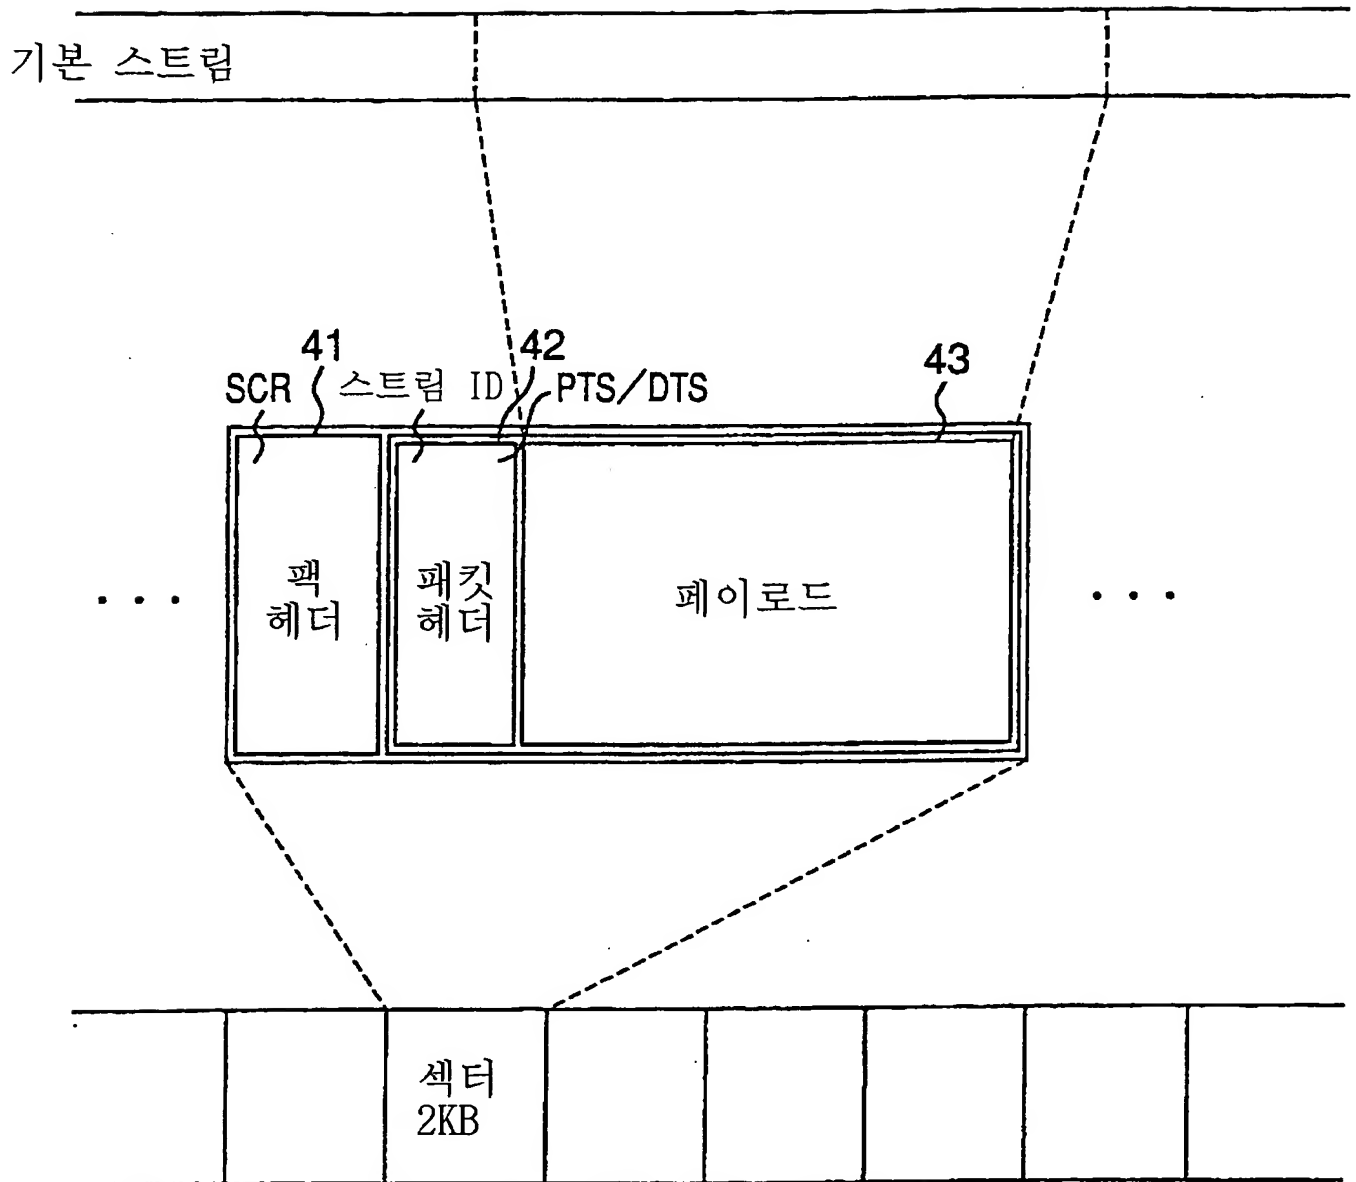 기본 스트림
41
42
43
SCR
스트림 ID
PTS/DTS
팩
헤더
패킷
헤더
페이로드
· · ·
· · ·
섹터
2KB